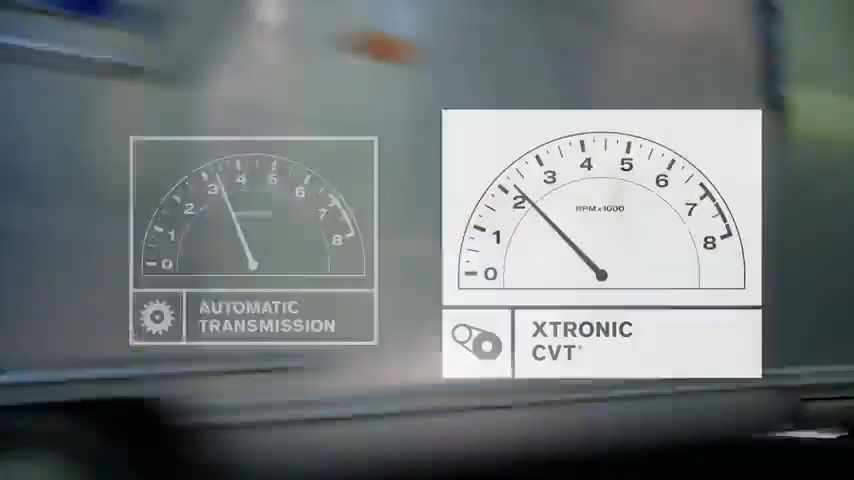 0 1 2 3 4 5 6 7 8
AUTOMATIC
TRANSMISSION
0 1 2 3 4 5 6 7 8
RPM x 1000
XTRONIC
CVT